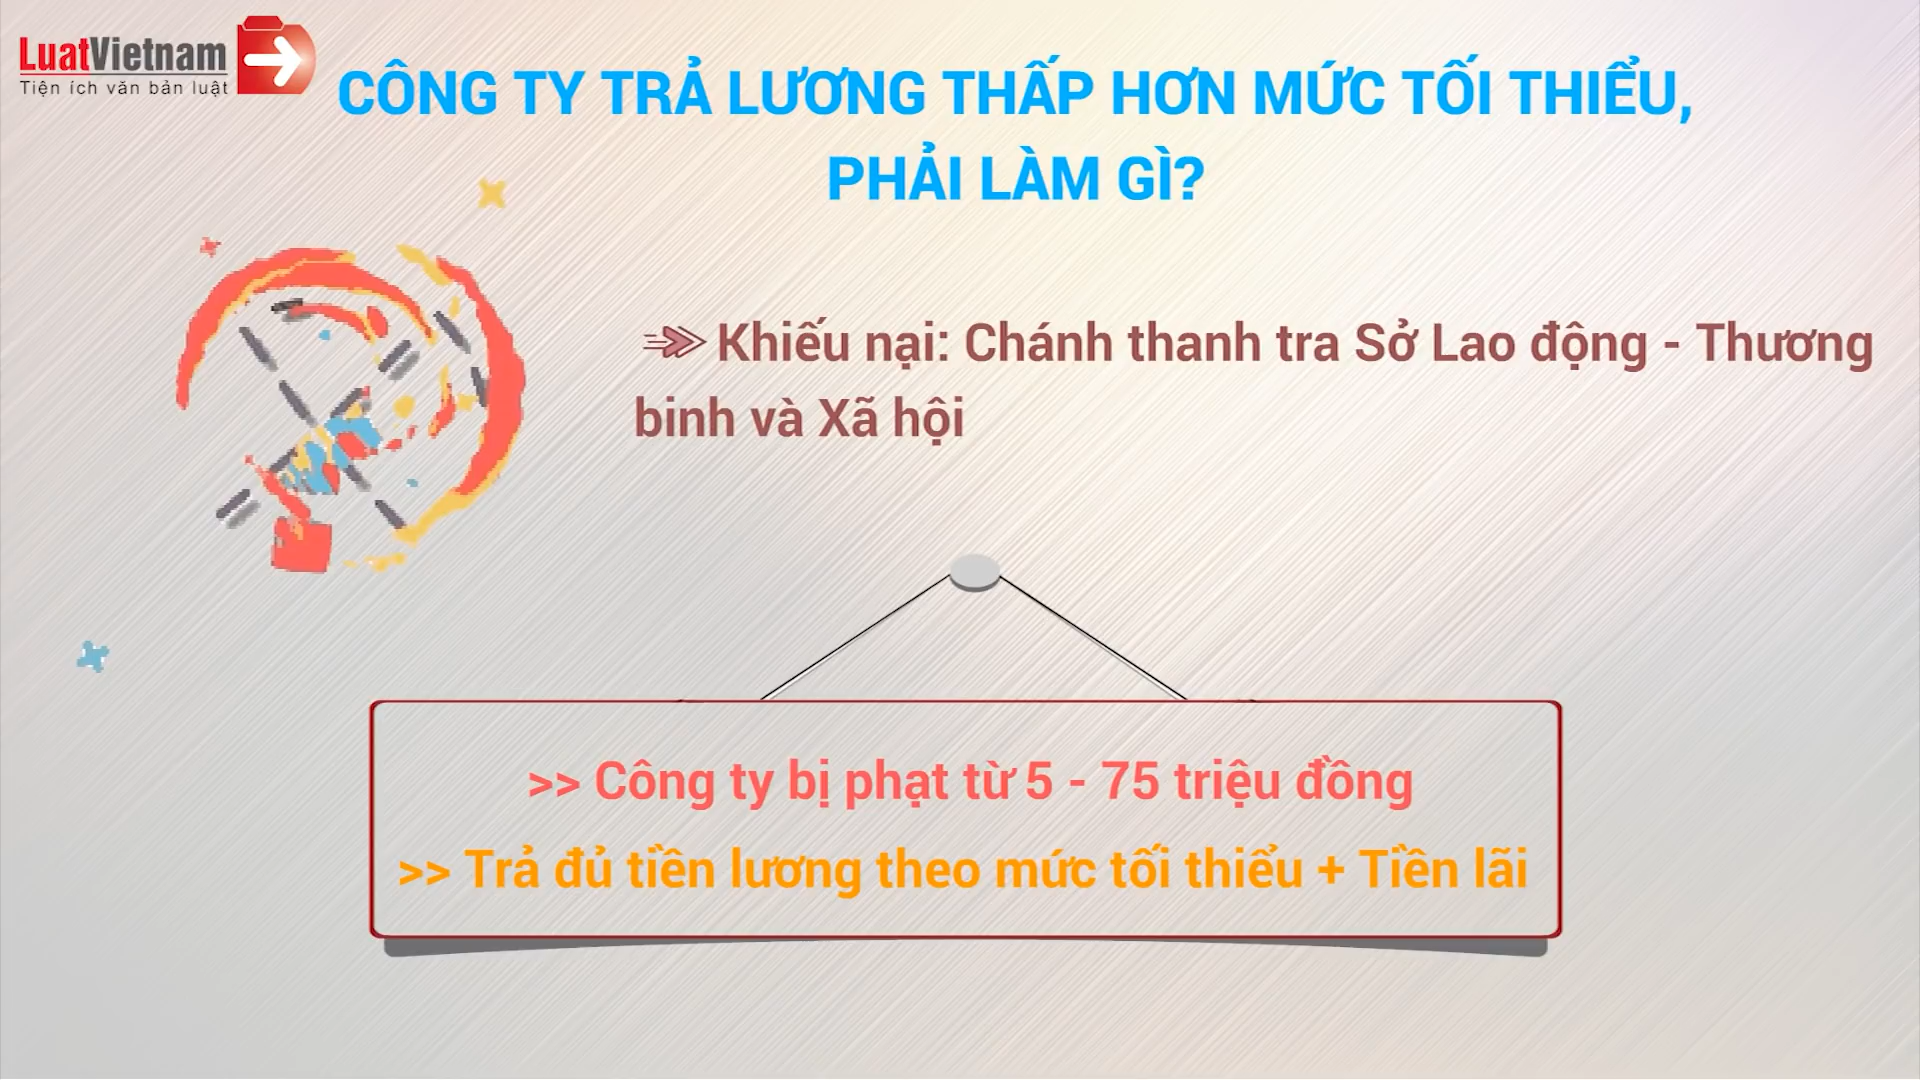 LuatVietnam
Tiện ích văn bản luật
CÔNG TY TRẢ LƯƠNG THẤP HƠN MỨC TỐI THIỂU,
PHẢI LÀM GÌ?
Khiếu nại: Chánh thanh tra Sở Lao động - Thương
binh và Xã hội
>> Công ty bị phạt từ 5 - 75 triệu đồng
>> Trả đủ tiền lương theo mức tối thiểu + Tiền lãi